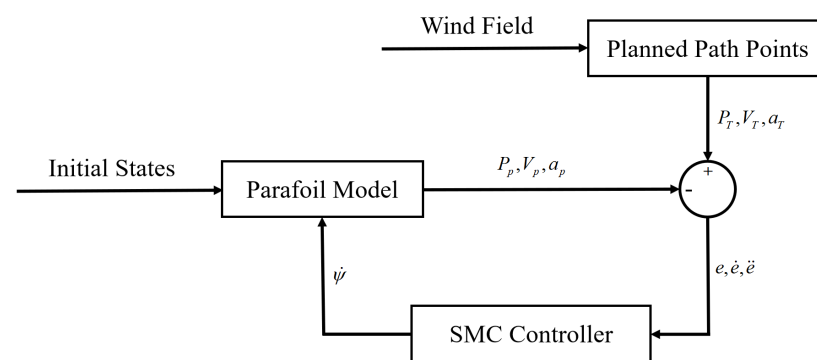 Wind Field
Planned Path Points
P_T, V_T, a_T
+
Initial States
Parafoil Model
P_p, V_p, a_p
-
ψ̇
e, ė, ë
SMC Controller